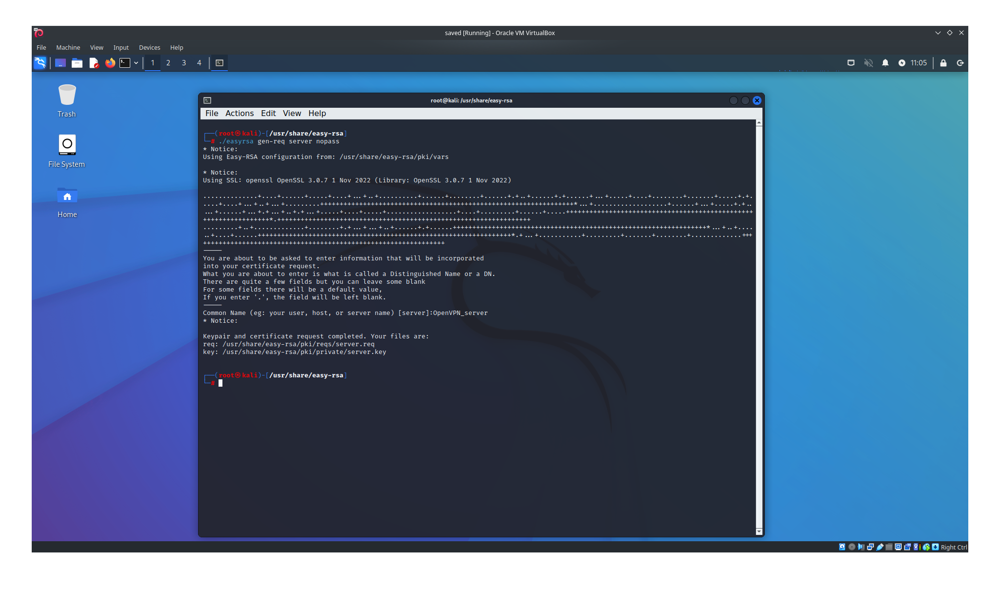 saved [Running] - Oracle VM VirtualBox
File Machine View Input Devices Help
1 2 3 4 11:05
Trash
File System
Home
root@kali: /usr/share/easy-rsa
File Actions Edit View Help
┌──(root㉿kali)-[/usr/share/easy-rsa]
└─# ./easyrsa gen-req server nopass
* Notice:
Using Easy-RSA configuration from: /usr/share/easy-rsa/pki/vars
* Notice:
Using SSL: openssl OpenSSL 3.0.7 1 Nov 2022 (Library: OpenSSL 3.0.7 1 Nov 2022)
-----
You are about to be asked to enter information that will be incorporated
into your certificate request.
What you are about to enter is what is called a Distinguished Name or a DN.
There are quite a few fields but you can leave some blank
For some fields there will be a default value,
If you enter '.', the field will be left blank.
-----
Common Name (eg: your user, host, or server name) [server]:OpenVPN_server
* Notice:
Keypair and certificate request completed. Your files are:
req: /usr/share/easy-rsa/pki/reqs/server.req
key: /usr/share/easy-rsa/pki/private/server.key
┌──(root㉿kali)-[/usr/share/easy-rsa]
└─#
Right Ctrl